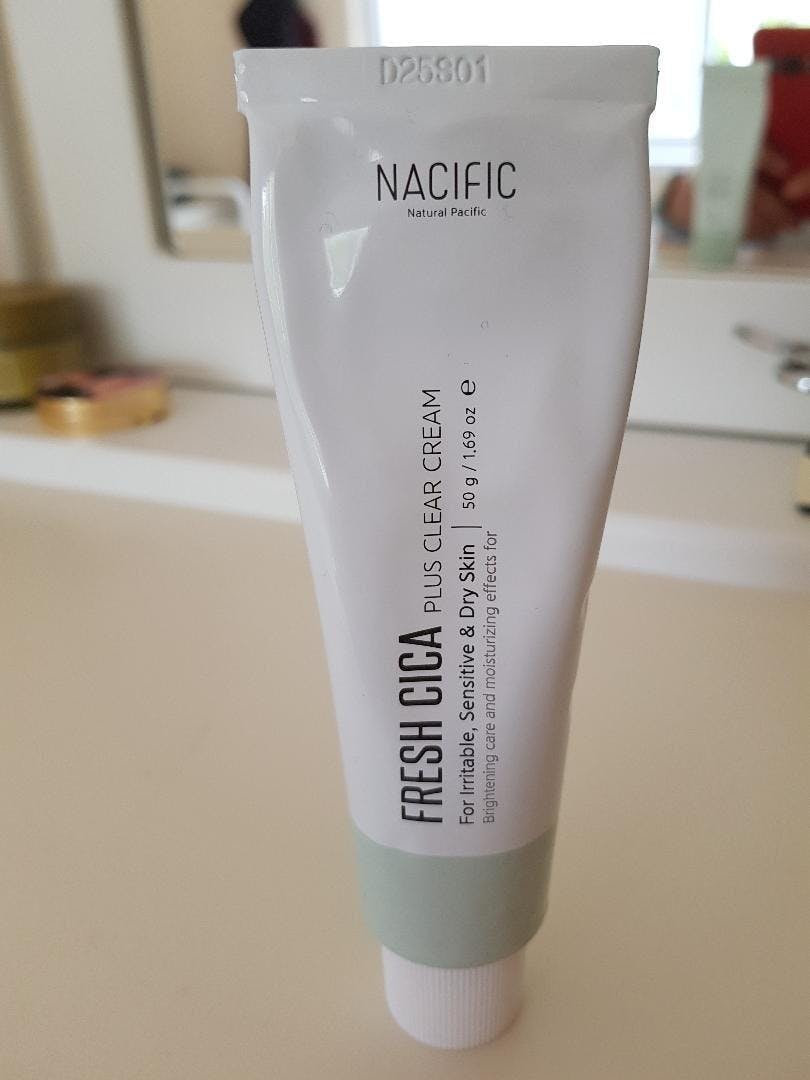 D25S01
NACIFIC
Natural Pacific
FRESH CICA PLUS CLEAR CREAM
For Irritable, Sensitive & Dry Skin | 50 g / 1.69 oz ℮
Brightening care and moisturizing effects for